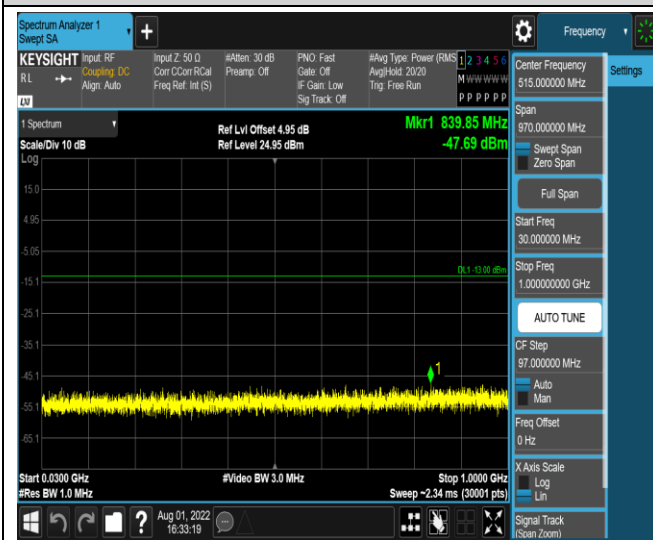 Spectrum Analyzer 1
Swept SA
Frequency
KEYSIGHT
RL
LXI
Input: RF
Coupling: DC
Align: Auto
Input Z: 50 Ω
Corr CCorr RCal
Freq Ref: Int (S)
#Atten: 30 dB
Preamp: Off
PNO: Fast
Gate: Off
IF Gain: Low
Sig Track: Off
#Avg Type: Power (RMS
Avg|Hold: 20/20
Trig: Free Run
1 2 3 4 5 6
M W W W W W
P P P P P P
1 Spectrum
Scale/Div 10 dB
Log
Ref Lvl Offset 4.95 dB
Ref Level 24.95 dBm
Mkr1 839.85 MHz
-47.69 dBm
15.0
4.95
-5.05
-15.1
-25.1
-35.1
-45.1
-55.1
-65.1
DL1 -13.00 dBm
1
Start 0.0300 GHz
#Res BW 1.0 MHz
#Video BW 3.0 MHz
Stop 1.0000 GHz
Sweep ~2.34 ms (30001 pts)
Aug 01, 2022
16:33:19
Center Frequency
515.000000 MHz
Settings
Span
970.000000 MHz
Swept Span
Zero Span
Full Span
Start Freq
30.000000 MHz
Stop Freq
1.000000000 GHz
AUTO TUNE
CF Step
97.000000 MHz
Auto
Man
Freq Offset
0 Hz
X Axis Scale
Log
Lin
Signal Track
(Span Zoom)